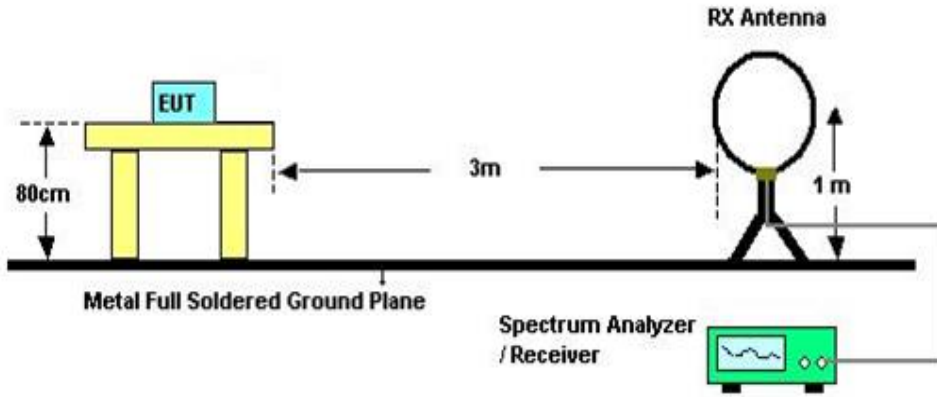 RX Antenna
EUT
80cm
3m
1 m
Metal Full Soldered Ground Plane
Spectrum Analyzer
/ Receiver